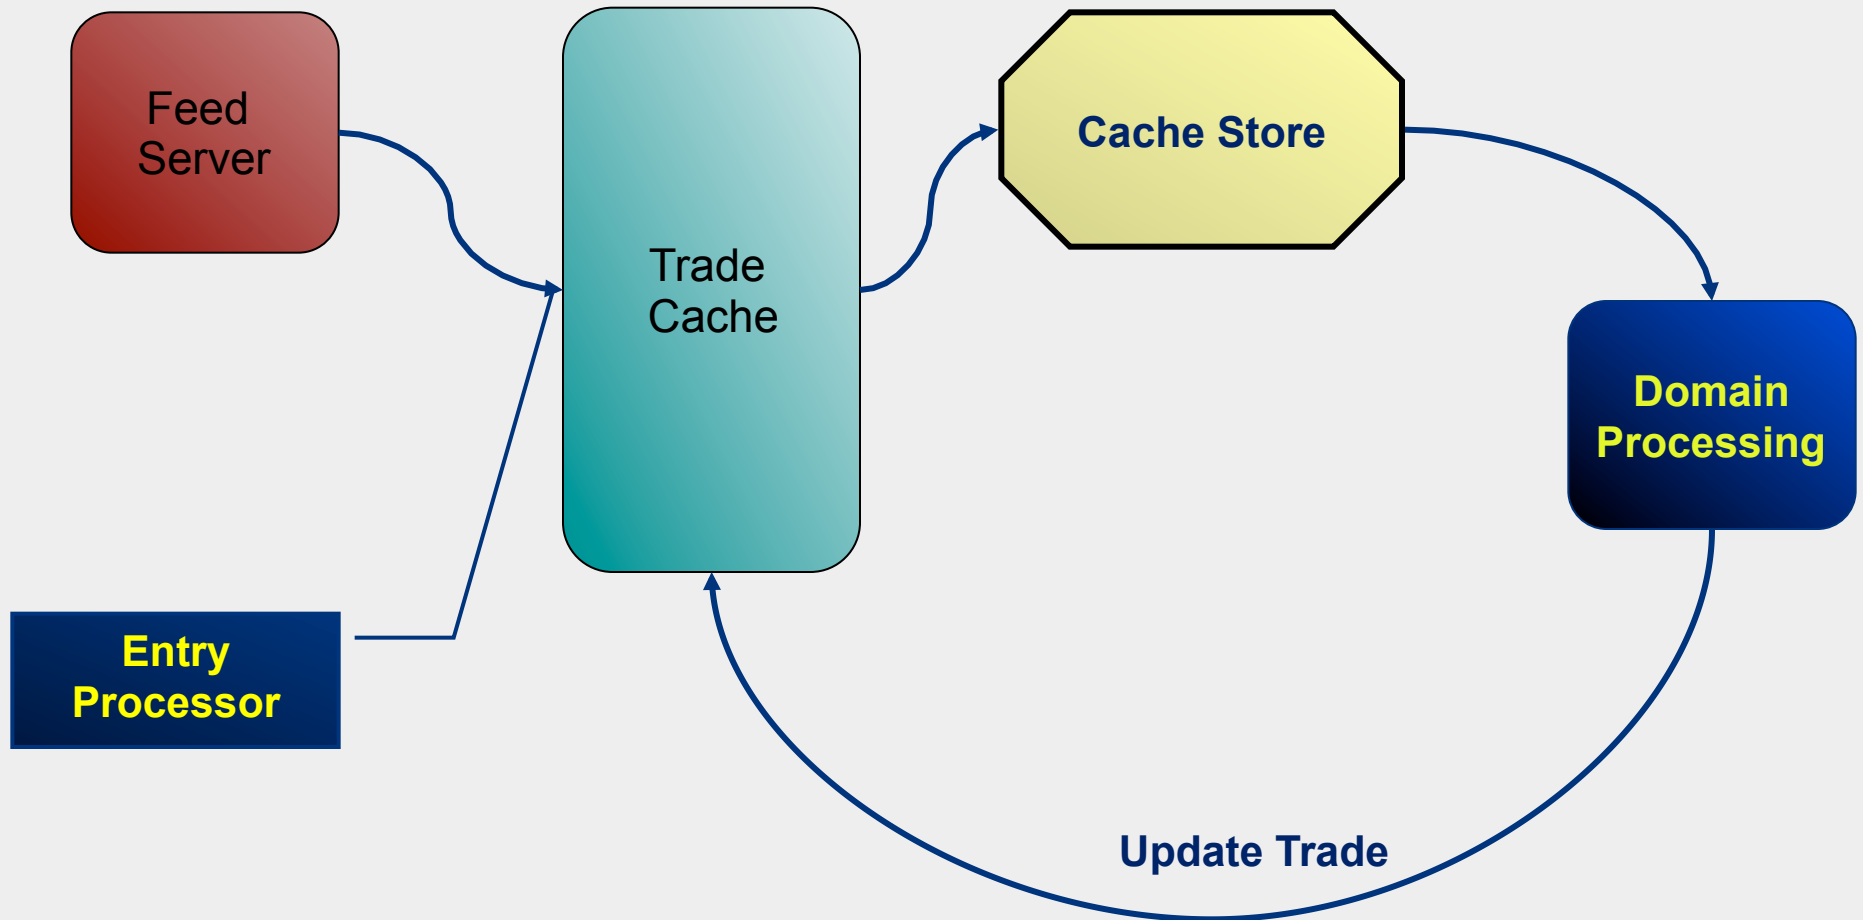 Feed
Server
Trade
Cache
Cache Store
Domain
Processing
Entry
Processor
Update Trade